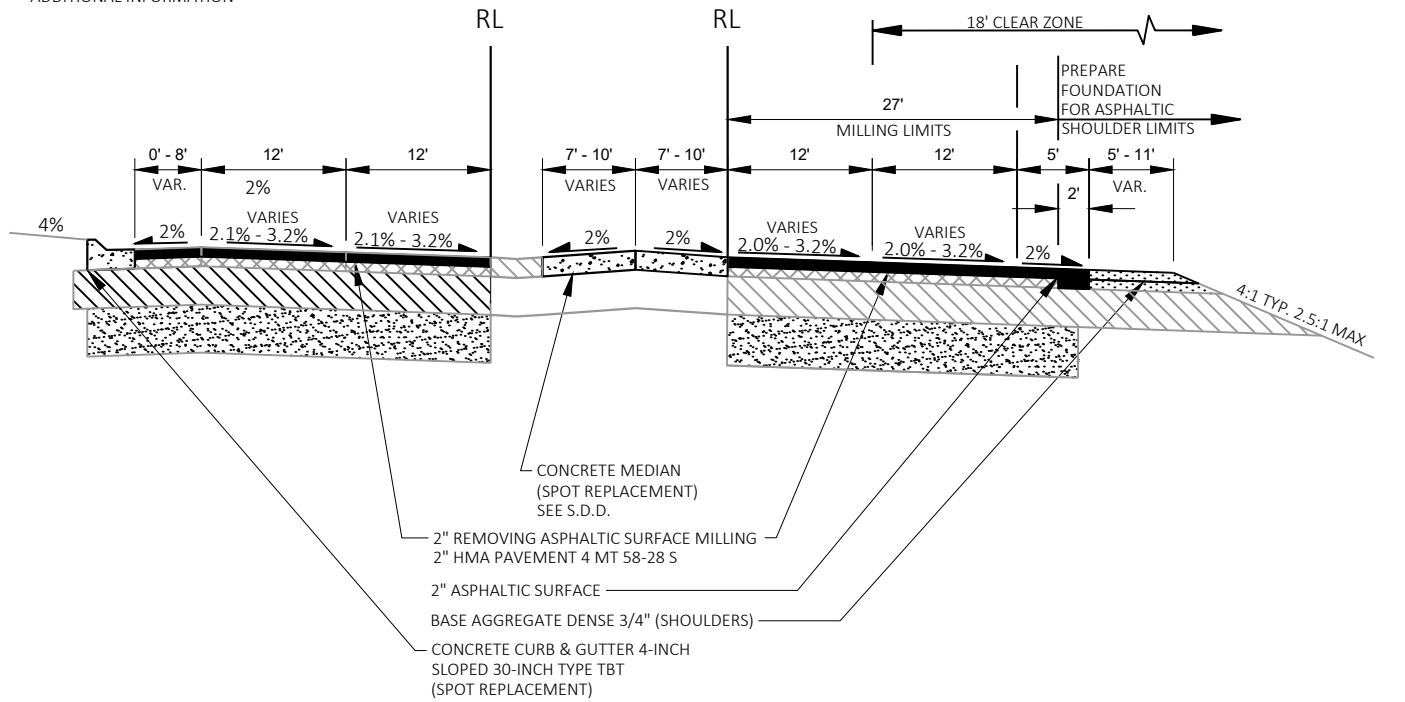 ADDITIONAL INFORMATION
RL
RL
18' CLEAR ZONE
PREPARE
FOUNDATION
FOR ASPHALTIC
SHOULDER LIMITS
27'
MILLING LIMITS
0' - 8'
VAR.
12'
2%
12'
7' - 10'
VARIES
7' - 10'
VARIES
12'
12'
5'
5' - 11'
VAR.
2'
4%
2%
VARIES
2.1% - 3.2%
VARIES
2.1% - 3.2%
2%
2%
VARIES
2.0% - 3.2%
VARIES
2.0% - 3.2%
2%
4:1 TYP. 2.5:1 MAX
CONCRETE MEDIAN
(SPOT REPLACEMENT)
SEE S.D.D.
2" REMOVING ASPHALTIC SURFACE MILLING
2" HMA PAVEMENT 4 MT 58-28 S
2" ASPHALTIC SURFACE
BASE AGGREGATE DENSE 3/4" (SHOULDERS)
CONCRETE CURB & GUTTER 4-INCH
SLOPED 30-INCH TYPE TBT
(SPOT REPLACEMENT)